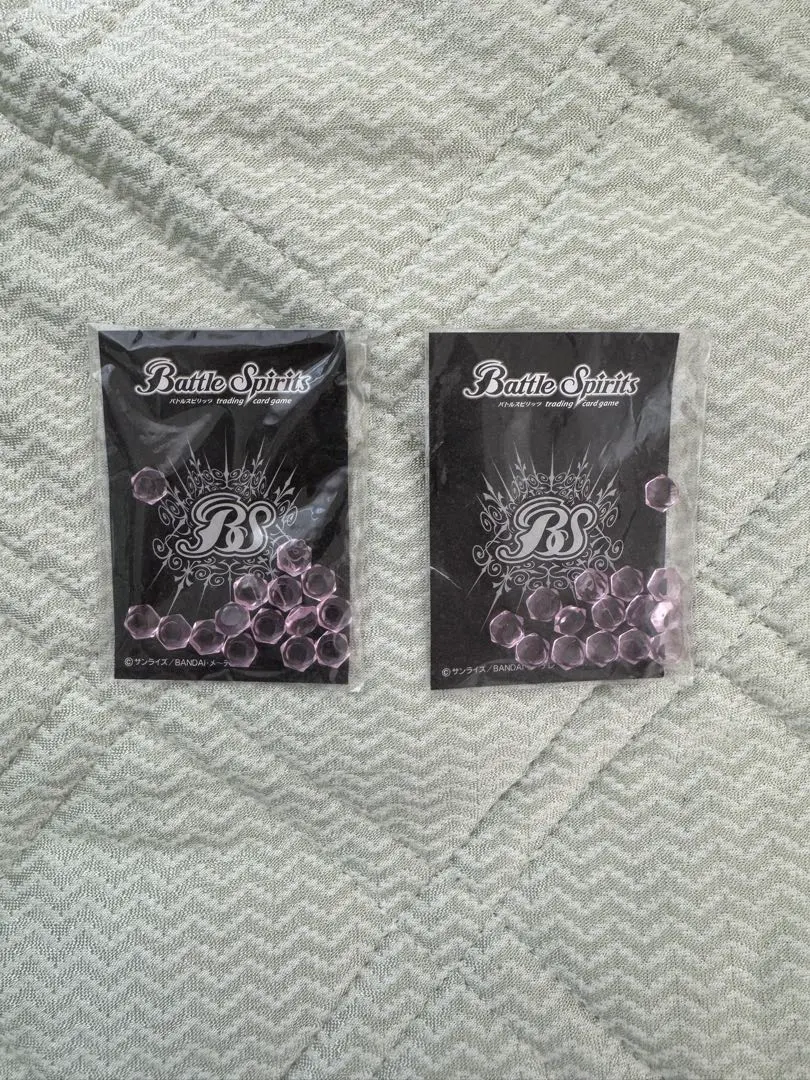 Battle Spirits
バトルスピリッツ trading card game
BS
©サンライズ/BANDAI・メ〜テ
Battle Spirits
バトルスピリッツ trading card game
BS
©サンライズ/BANDAI